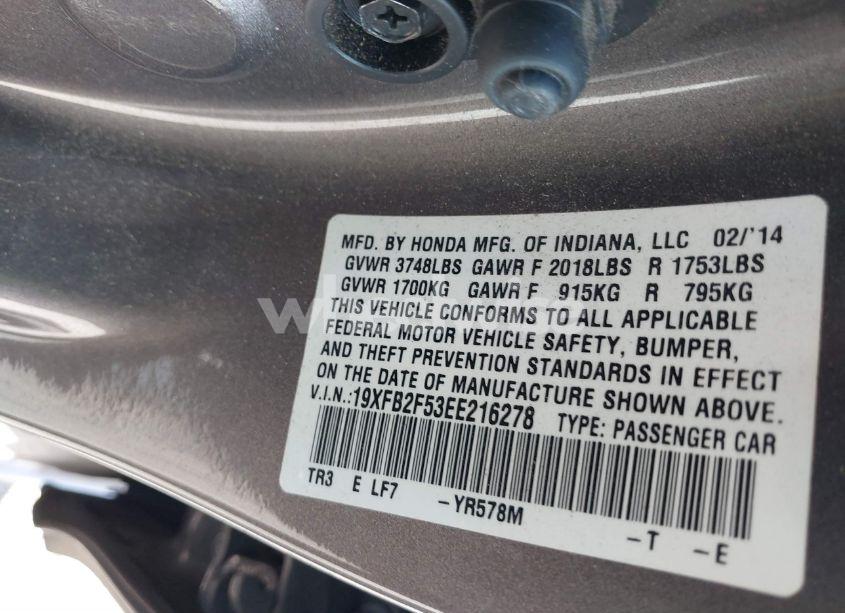 MFD. BY HONDA MFG. OF INDIANA, LLC 02/'14
GVWR 3748LBS GAWR F 2018LBS R 1753LBS
GVWR 1700KG GAWR F 915KG R 795KG
THIS VEHICLE CONFORMS TO ALL APPLICABLE
FEDERAL MOTOR VEHICLE SAFETY, BUMPER,
AND THEFT PREVENTION STANDARDS IN EFFECT
ON THE DATE OF MANUFACTURE SHOWN ABOVE.
V.I.N.:19XFB2F53EE216278 TYPE: PASSENGER CAR
TR3 E LF7 -YR578M -T -E